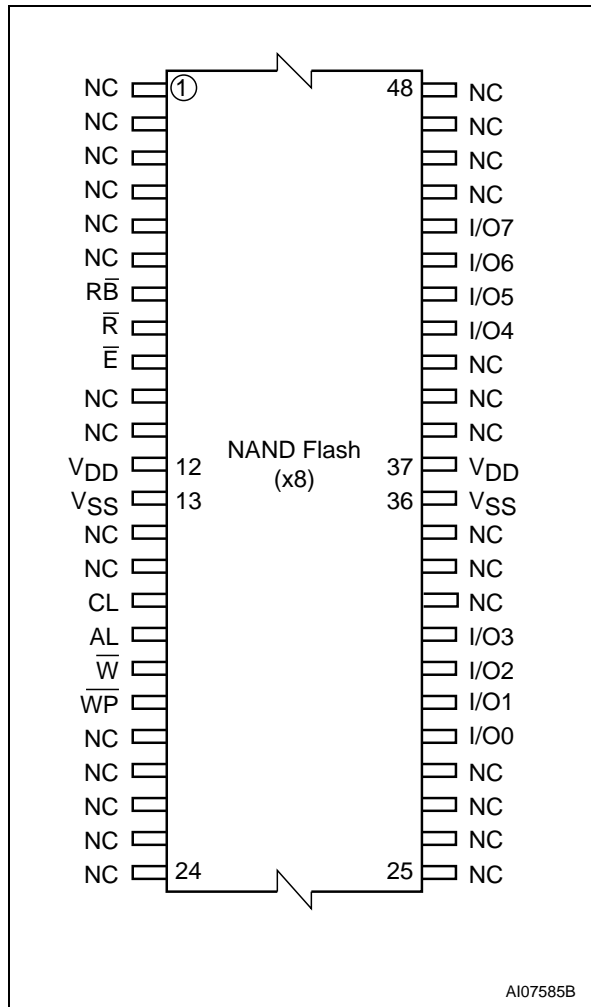 NC 1 48 NC
NC NC
NC NC
NC NC
NC I/O7
NC I/O6
RB̅ I/O5
R̅ I/O4
E̅ NC
NC NC
NC NC
NAND Flash
(x8)
VDD 12 37 VDD
VSS 13 36 VSS
NC NC
NC NC
CL NC
AL I/O3
W̅ I/O2
W̅P̅ I/O1
NC I/O0
NC NC
NC NC
NC NC
NC 24 25 NC
AI07585B